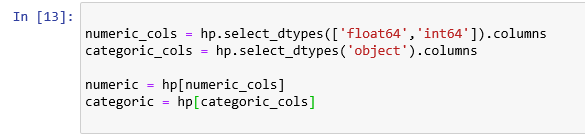 In [13]:
numeric_cols = hp.select_dtypes(['float64','int64']).columns
categoric_cols = hp.select_dtypes('object').columns
numeric = hp[numeric_cols]
categoric = hp[categoric_cols]